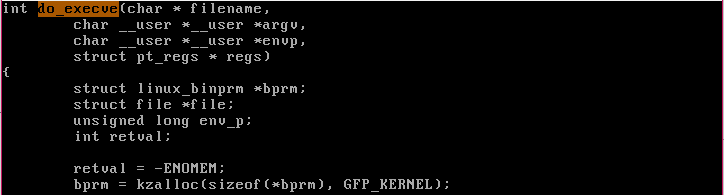 int do_execve(char * filename,
        char __user *__user *argv,
        char __user *__user *envp,
        struct pt_regs * regs)
{
        struct linux_binprm *bprm;
        struct file *file;
        unsigned long env_p;
        int retval;

        retval = -ENOMEM;
        bprm = kzalloc(sizeof(*bprm), GFP_KERNEL);